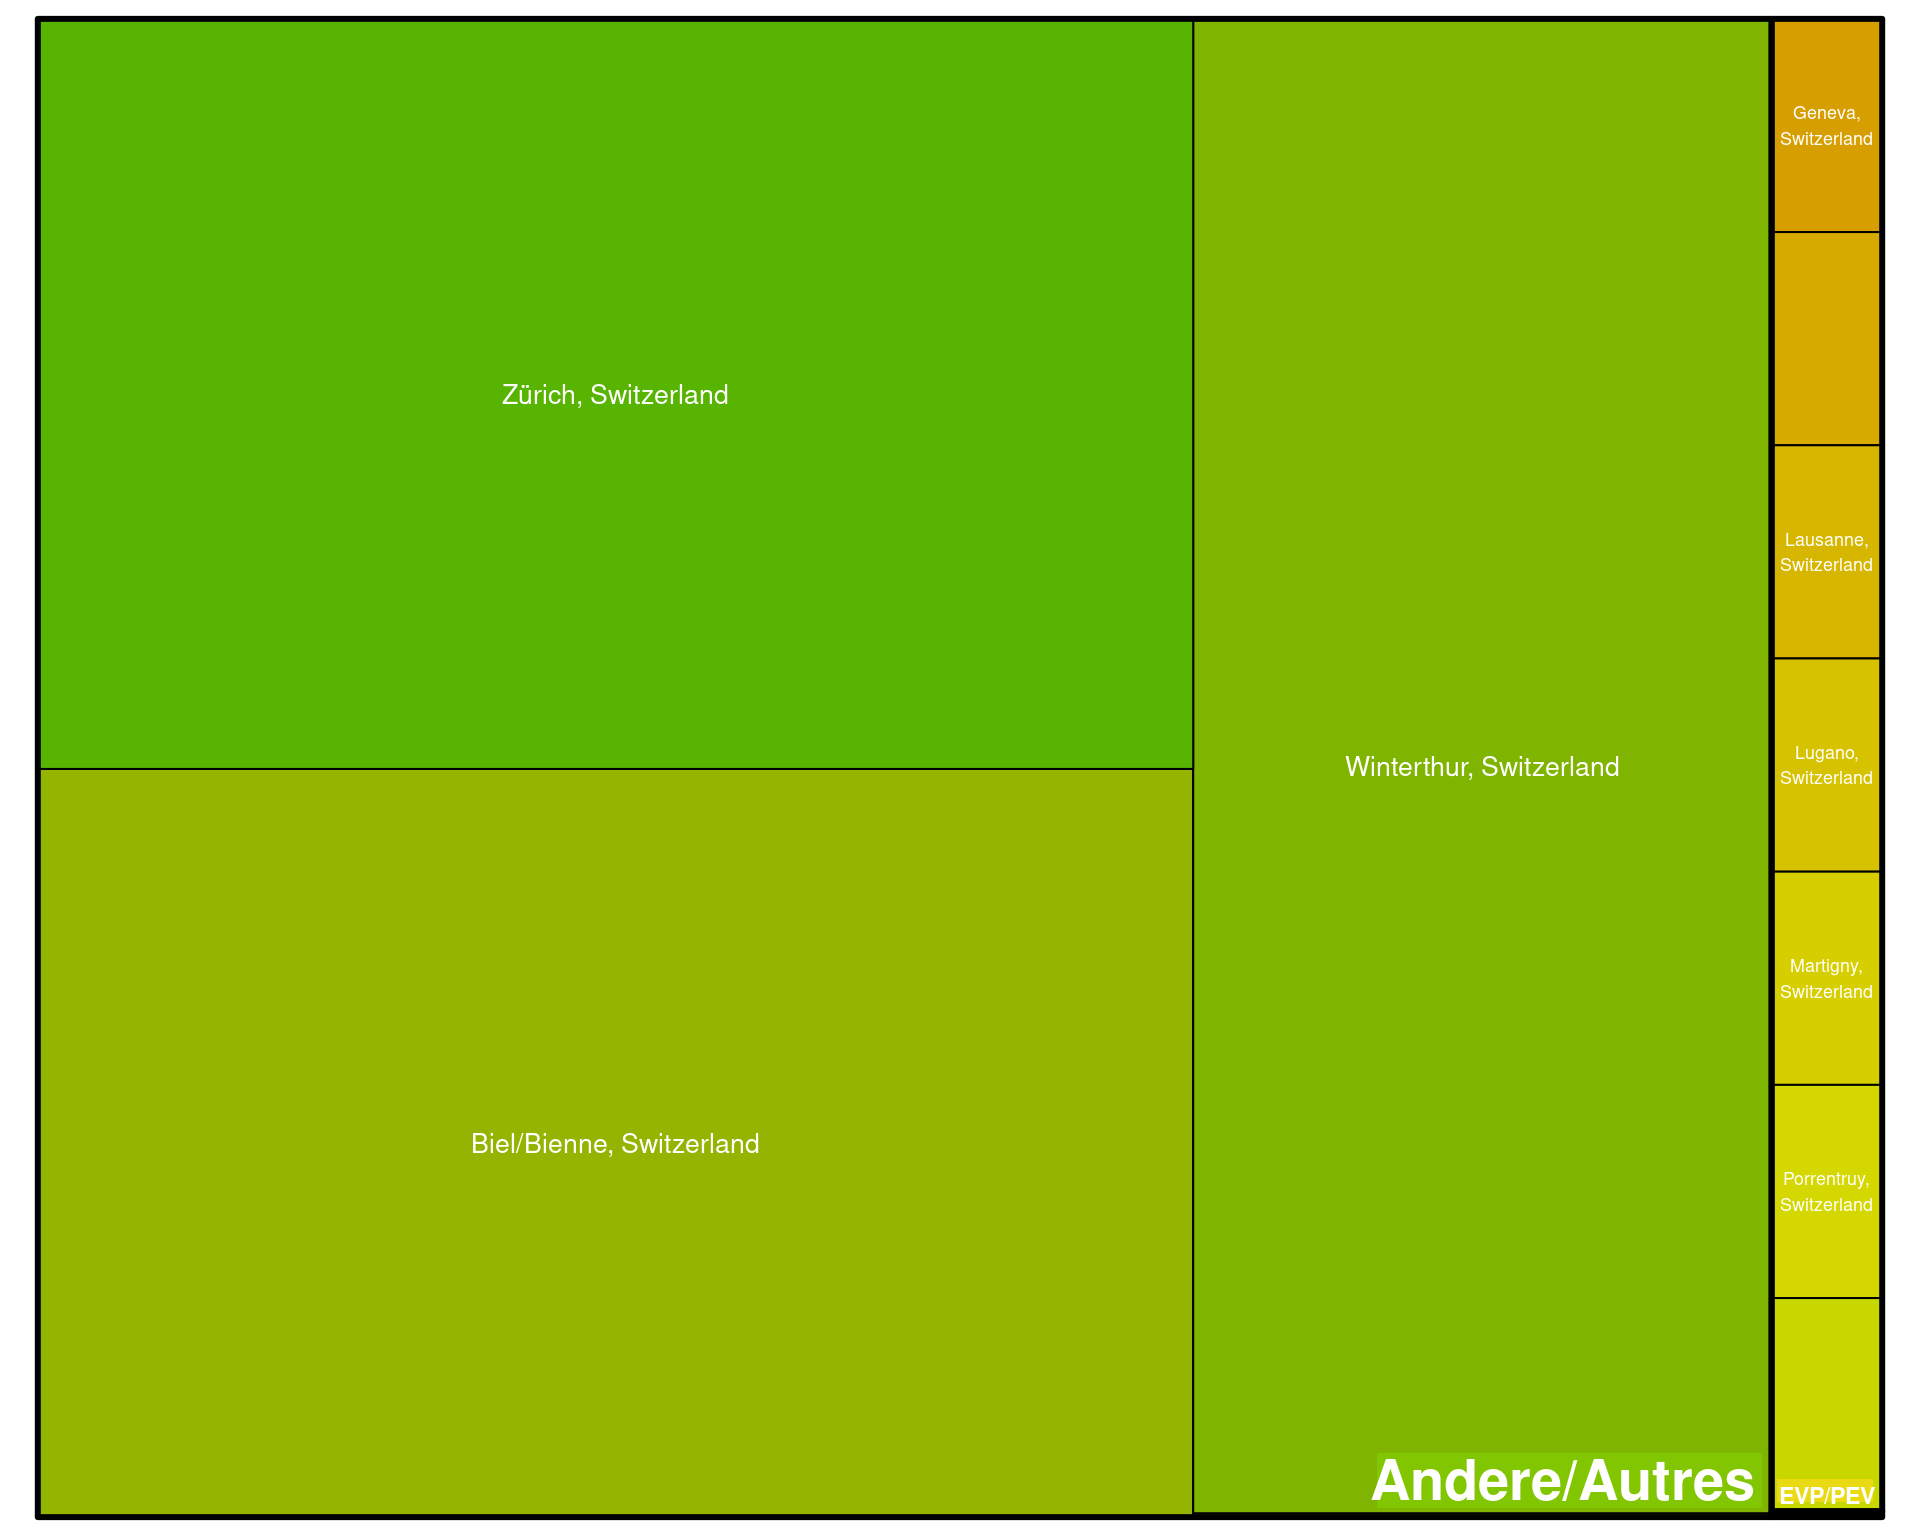 Zürich, Switzerland
Biel/Bienne, Switzerland
Winterthur, Switzerland
Andere/Autres
Geneva,
Switzerland
Lausanne,
Switzerland
Lugano,
Switzerland
Martigny,
Switzerland
Porrentruy,
Switzerland
EVP/PEV